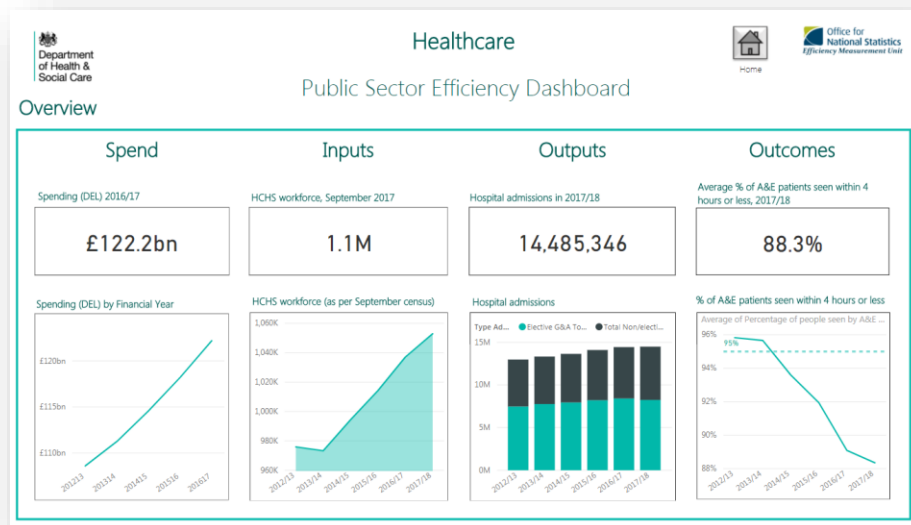 Department
of Health &
Social Care
Healthcare
Public Sector Efficiency Dashboard
Home
Office for
National Statistics
Efficiency Measurement Unit
Overview
Spend
Spending (DEL) 2016/17
£122.2bn
Spending (DEL) by Financial Year
£120bn
£115bn
£110bn
201213
201314
201415
201516
201617
Inputs
HCHS workforce, September 2017
1.1M
HCHS workforce (as per September census)
1,060K
1,040K
1,020K
1,000K
980K
960K
2012/13
2013/14
2014/15
2015/16
2016/17
2017/18
Outputs
Hospital admissions in 2017/18
14,485,346
Hospital admissions
Type Ad... Elective G&A To... Total Non/electi...
15M
10M
5M
0M
2012/13
2013/14
2014/15
2015/16
2016/17
2017/18
Outcomes
Average % of A&E patients seen within 4
hours or less, 2017/18
88.3%
% of A&E patients seen within 4 hours or less
Average of Percentage of people seen by A&E ...
96%
95%
94%
92%
90%
88%
2012/13
2013/14
2014/15
2015/16
2016/17
2017/18